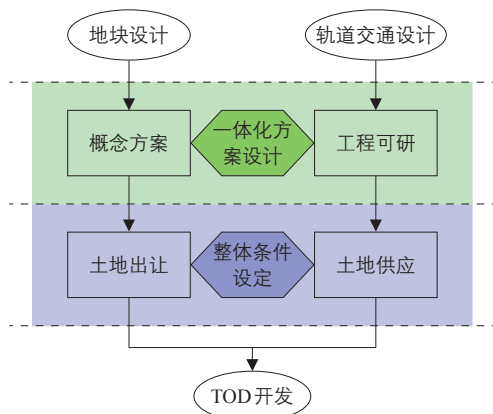 地块设计
轨道交通设计
概念方案
一体化方
案设计
工程可研
土地出让
整体条件
设定
土地供应
TOD开发